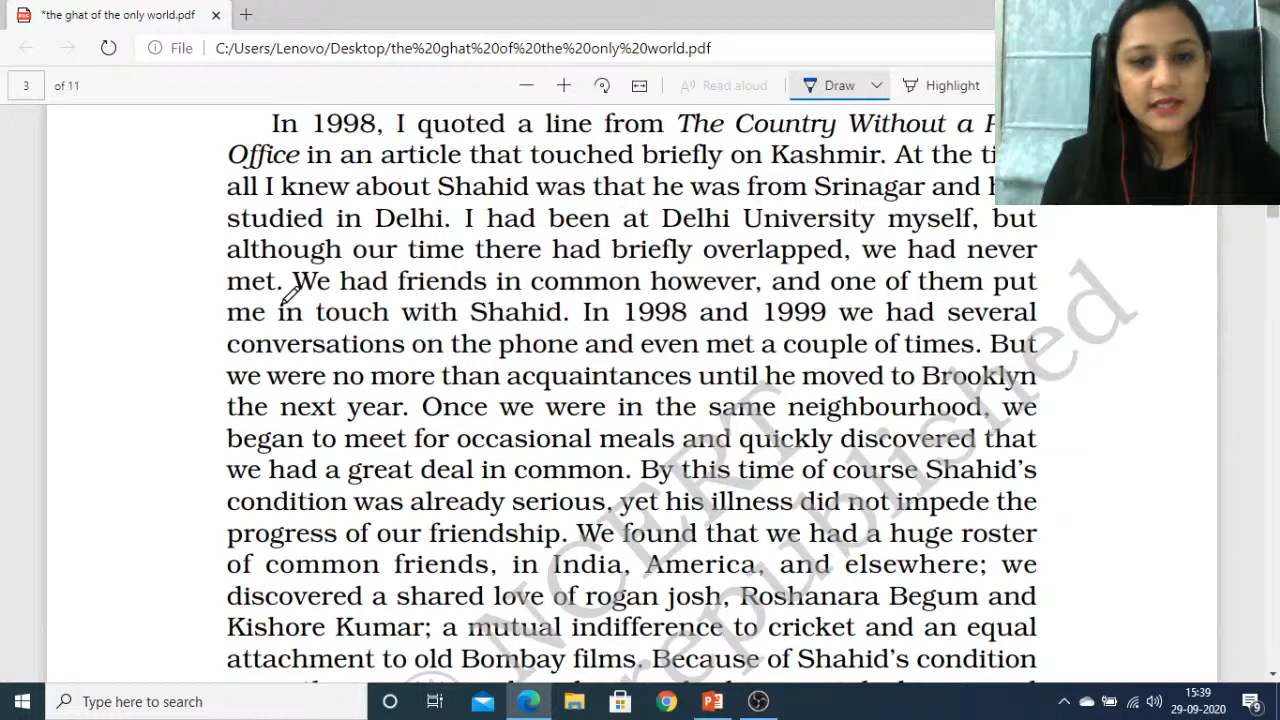 *the ghat of the only world.pdf
File C:/Users/Lenovo/Desktop/the%20ghat%20of%20the%20only%20world.pdf
3 of 11 Read aloud Draw Highlight
In 1998, I quoted a line from The Country Without a P
Office in an article that touched briefly on Kashmir. At the ti
all I knew about Shahid was that he was from Srinagar and h
studied in Delhi. I had been at Delhi University myself, but
although our time there had briefly overlapped, we had never
met. We had friends in common however, and one of them put
me in touch with Shahid. In 1998 and 1999 we had several
conversations on the phone and even met a couple of times. But
we were no more than acquaintances until he moved to Brooklyn
the next year. Once we were in the same neighbourhood, we
began to meet for occasional meals and quickly discovered that
we had a great deal in common. By this time of course Shahid's
condition was already serious, yet his illness did not impede the
progress of our friendship. We found that we had a huge roster
of common friends, in India, America, and elsewhere; we
discovered a shared love of rogan josh, Roshanara Begum and
Kishore Kumar; a mutual indifference to cricket and an equal
attachment to old Bombay films. Because of Shahid's condition
© NCERT
republished
Type here to search
15:39
29-09-2020
9